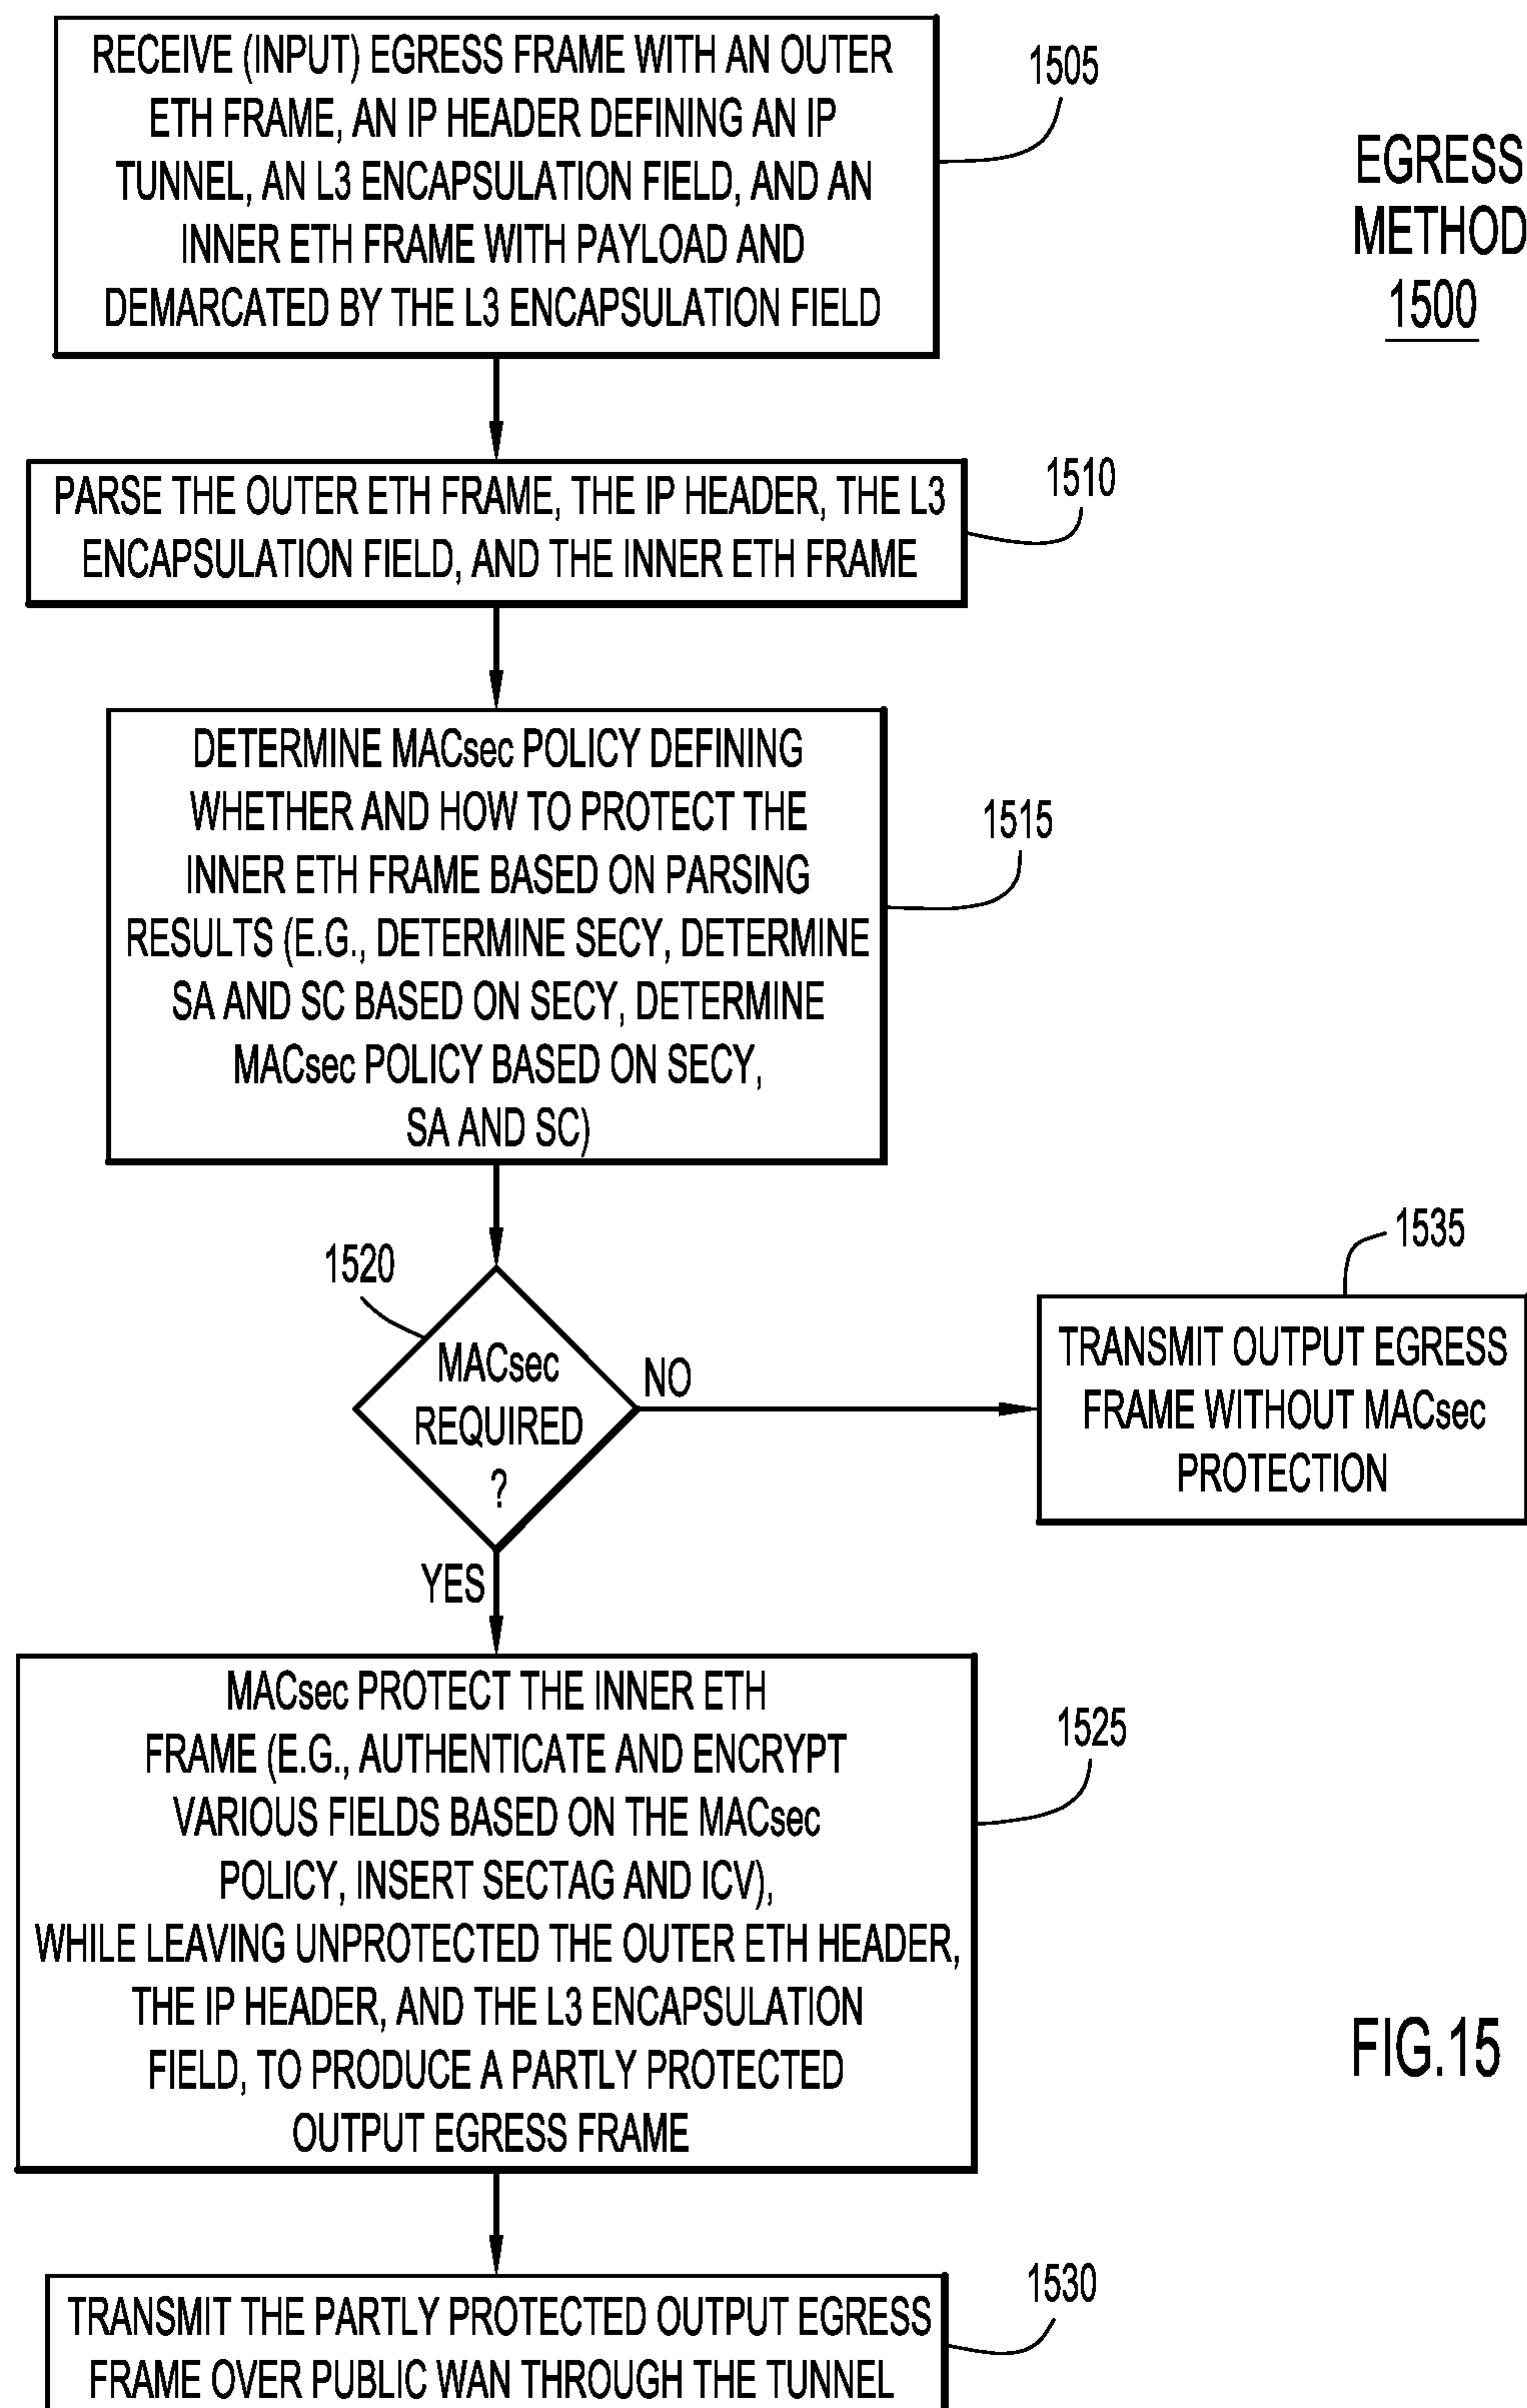 RECEIVE (INPUT) EGRESS FRAME WITH AN OUTER
ETH FRAME, AN IP HEADER DEFINING AN IP
TUNNEL, AN L3 ENCAPSULATION FIELD, AND AN
INNER ETH FRAME WITH PAYLOAD AND
DEMARCATED BY THE L3 ENCAPSULATION FIELD
1505
EGRESS
METHOD
1500
PARSE THE OUTER ETH FRAME, THE IP HEADER, THE L3
ENCAPSULATION FIELD, AND THE INNER ETH FRAME
1510
DETERMINE MACsec POLICY DEFINING
WHETHER AND HOW TO PROTECT THE
INNER ETH FRAME BASED ON PARSING
RESULTS (E.G., DETERMINE SECY, DETERMINE
SA AND SC BASED ON SECY, DETERMINE
MACsec POLICY BASED ON SECY,
SA AND SC)
1515
1520
MACsec
REQUIRED
?
NO
YES
1535
TRANSMIT OUTPUT EGRESS
FRAME WITHOUT MACsec
PROTECTION
MACsec PROTECT THE INNER ETH
FRAME (E.G., AUTHENTICATE AND ENCRYPT
VARIOUS FIELDS BASED ON THE MACsec
POLICY, INSERT SECTAG AND ICV),
WHILE LEAVING UNPROTECTED THE OUTER ETH HEADER,
THE IP HEADER, AND THE L3 ENCAPSULATION
FIELD, TO PRODUCE A PARTLY PROTECTED
OUTPUT EGRESS FRAME
1525
FIG.15
TRANSMIT THE PARTLY PROTECTED OUTPUT EGRESS
FRAME OVER PUBLIC WAN THROUGH THE TUNNEL
1530